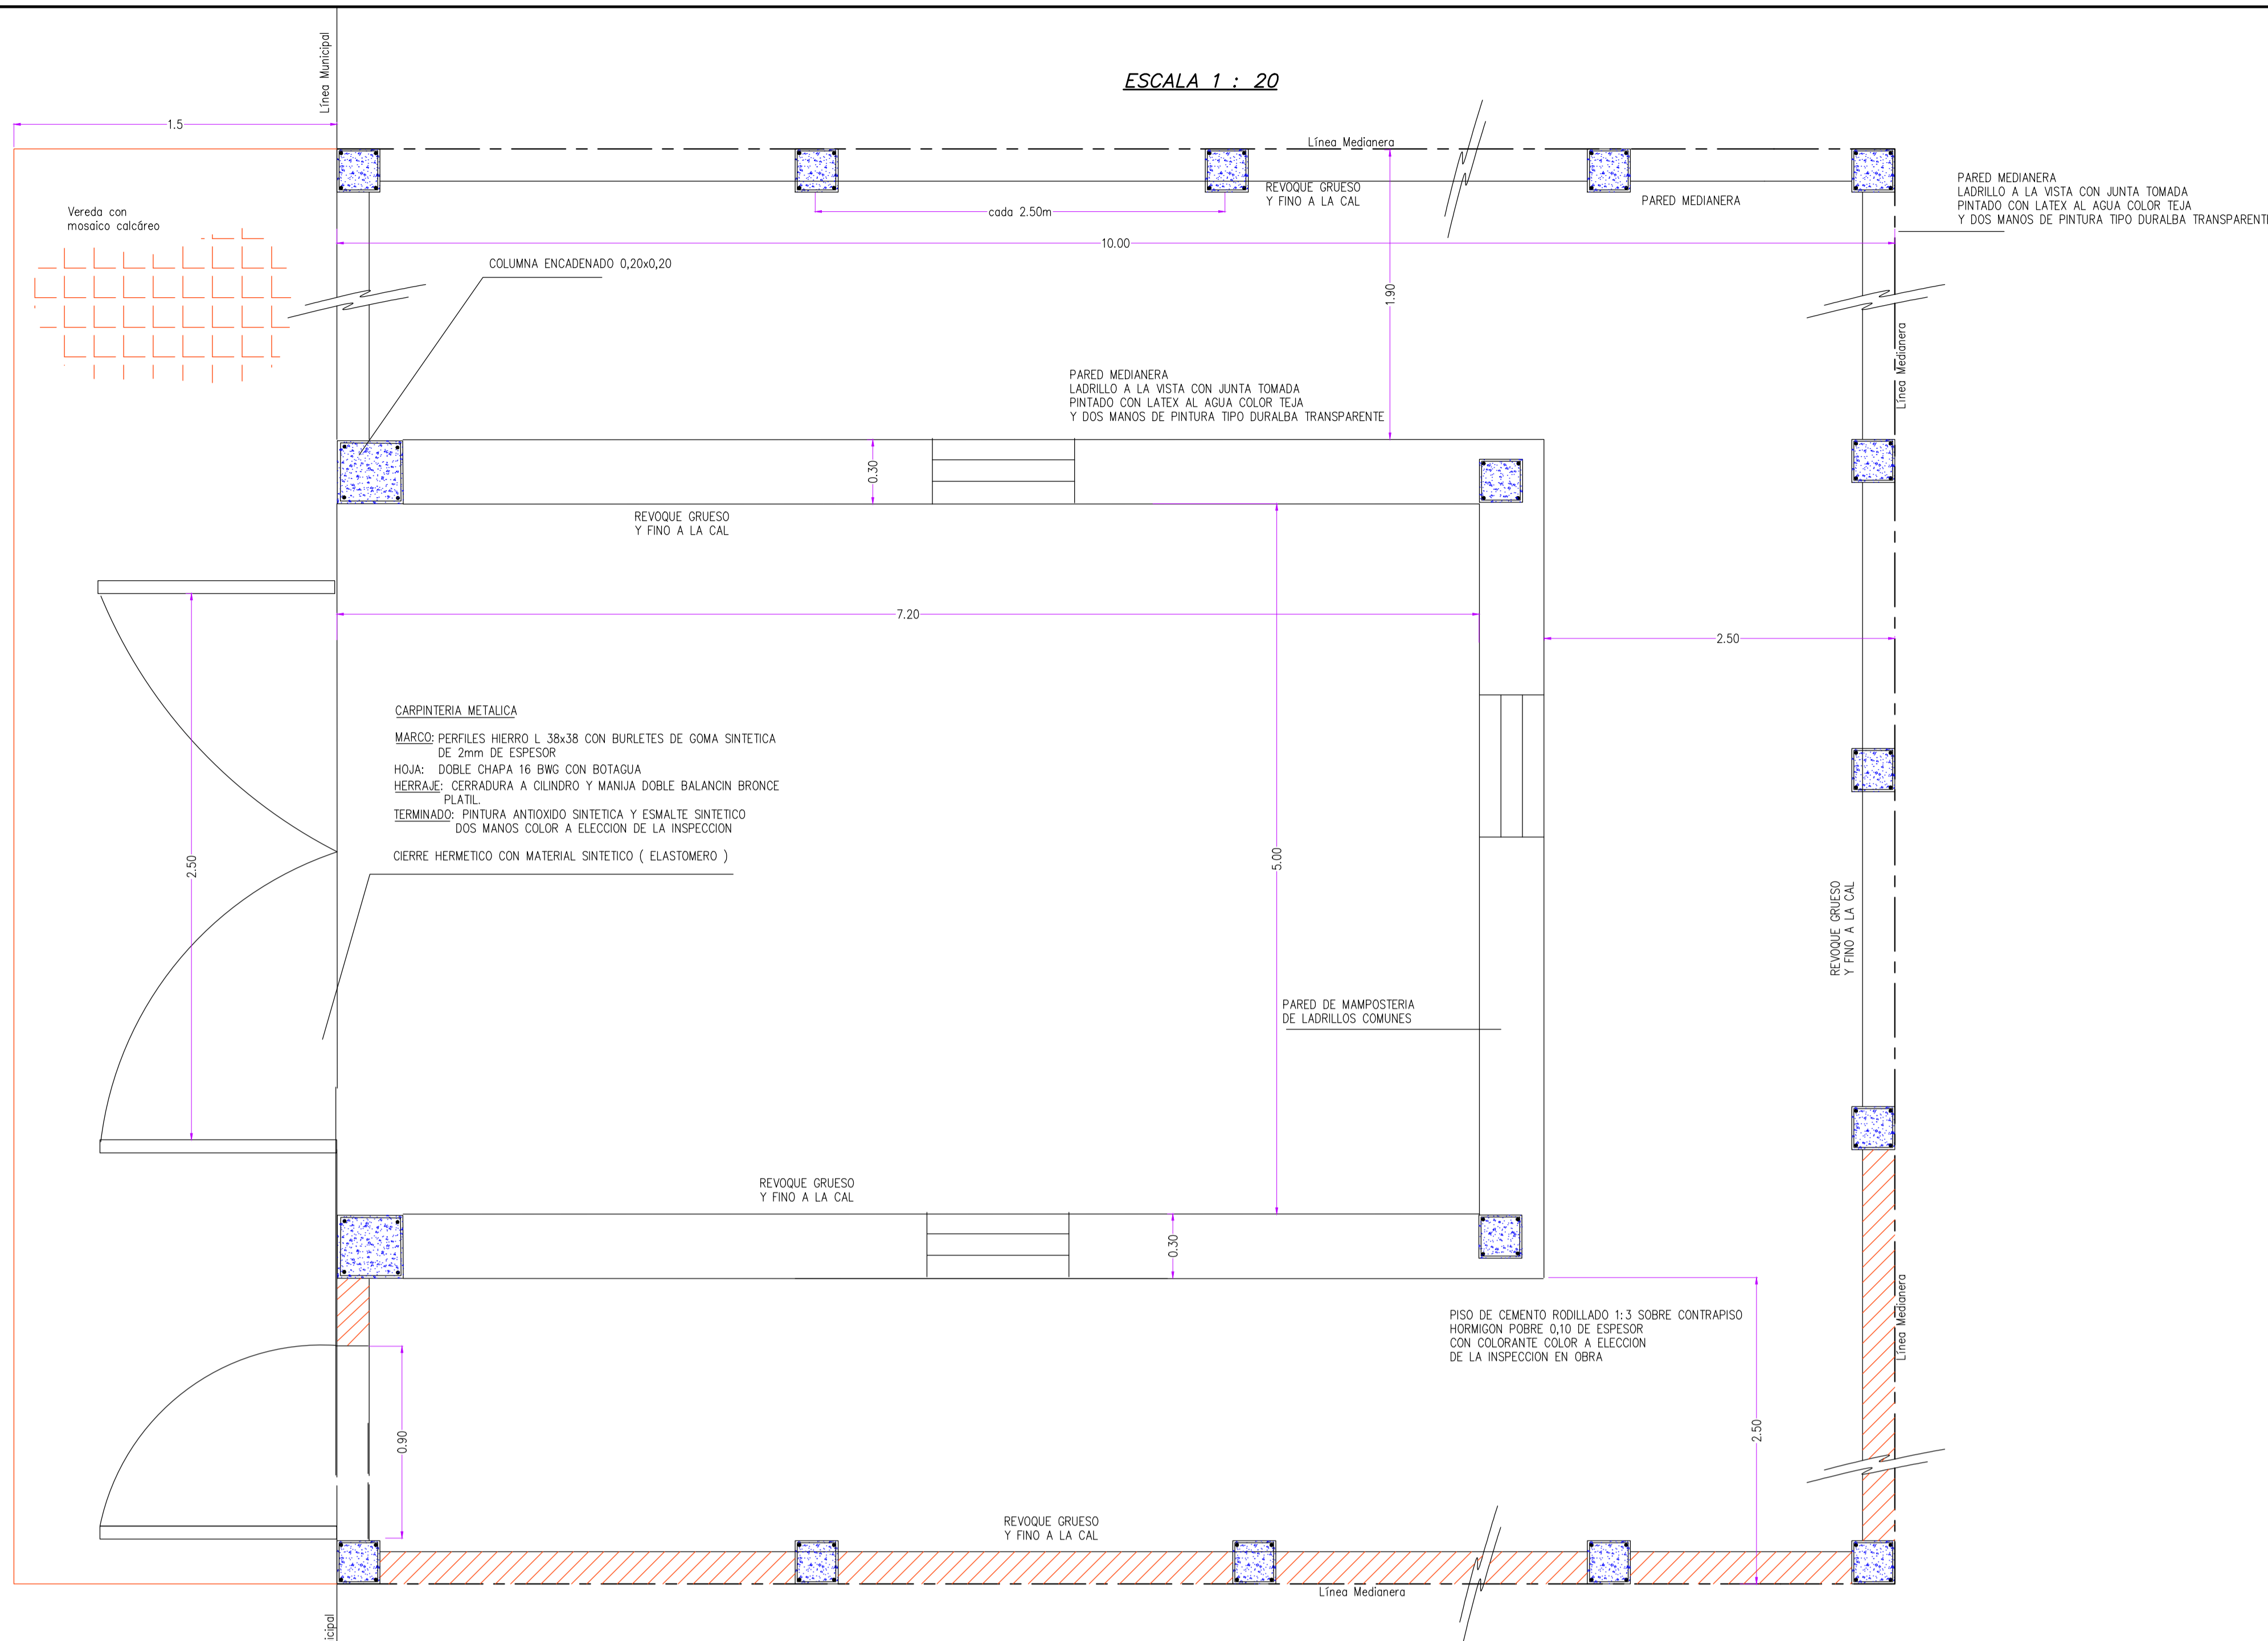 ESCALA 1 : 20
Línea Municipal
1.5
Línea Medianera
REVOQUE GRUESO
Y FINO A LA CAL
PARED MEDIANERA
PARED MEDIANERA
LADRILLO A LA VISTA CON JUNTA TOMADA
PINTADO CON LATEX AL AGUA COLOR TEJA
Y DOS MANOS DE PINTURA TIPO DURALBA TRANSPARENT
Vereda con
mosaico calcáreo
cada 2.50m
10.00
COLUMNA ENCADENADO 0,20x0,20
1.90
Línea Medianera
PARED MEDIANERA
LADRILLO A LA VISTA CON JUNTA TOMADA
PINTADO CON LATEX AL AGUA COLOR TEJA
Y DOS MANOS DE PINTURA TIPO DURALBA TRANSPARENTE
0.30
REVOQUE GRUESO
Y FINO A LA CAL
7.20
2.50
CARPINTERIA METALICA
MARCO: PERFILES HIERRO L 38x38 CON BURLETES DE GOMA SINTETICA
DE 2mm DE ESPESOR
HOJA: DOBLE CHAPA 16 BWG CON BOTAGUA
HERRAJE: CERRADURA A CILINDRO Y MANIJA DOBLE BALANCIN BRONCE
PLATIL.
TERMINADO: PINTURA ANTIOXIDO SINTETICA Y ESMALTE SINTETICO
DOS MANOS COLOR A ELECCION DE LA INSPECCION
CIERRE HERMETICO CON MATERIAL SINTETICO ( ELASTOMERO )
2.50
5.00
REVOQUE GRUESO
Y FINO A LA CAL
PARED DE MAMPOSTERIA
DE LADRILLOS COMUNES
REVOQUE GRUESO
Y FINO A LA CAL
0.30
PISO DE CEMENTO RODILLADO 1:3 SOBRE CONTRAPISO
HORMIGON POBRE 0,10 DE ESPESOR
CON COLORANTE COLOR A ELECCION
DE LA INSPECCION EN OBRA
Línea Medianera
0.90
2.50
REVOQUE GRUESO
Y FINO A LA CAL
Línea Medianera
icipal